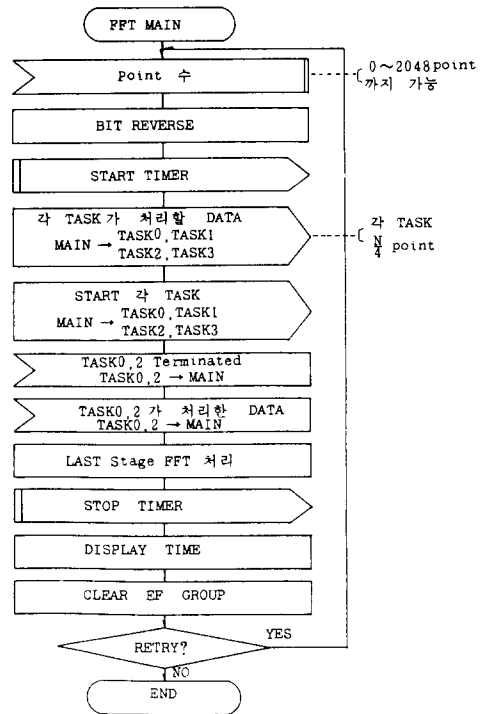 FFT MAIN
Point 수
0~2048point
까지 가능
BIT REVERSE
START TIMER
각 TASK가 처리할 DATA
MAIN → TASK0,TASK1
TASK2,TASK3
각 TASK
N/4 point
START 각 TASK
MAIN → TASK0,TASK1
TASK2,TASK3
TASK0,2 Terminated
TASK0,2 → MAIN
TASK0,2 가 처리한 DATA
TASK0,2 → MAIN
LAST Stage FFT 처리
STOP TIMER
DISPLAY TIME
CLEAR EF GROUP
RETRY?
YES
NO
END